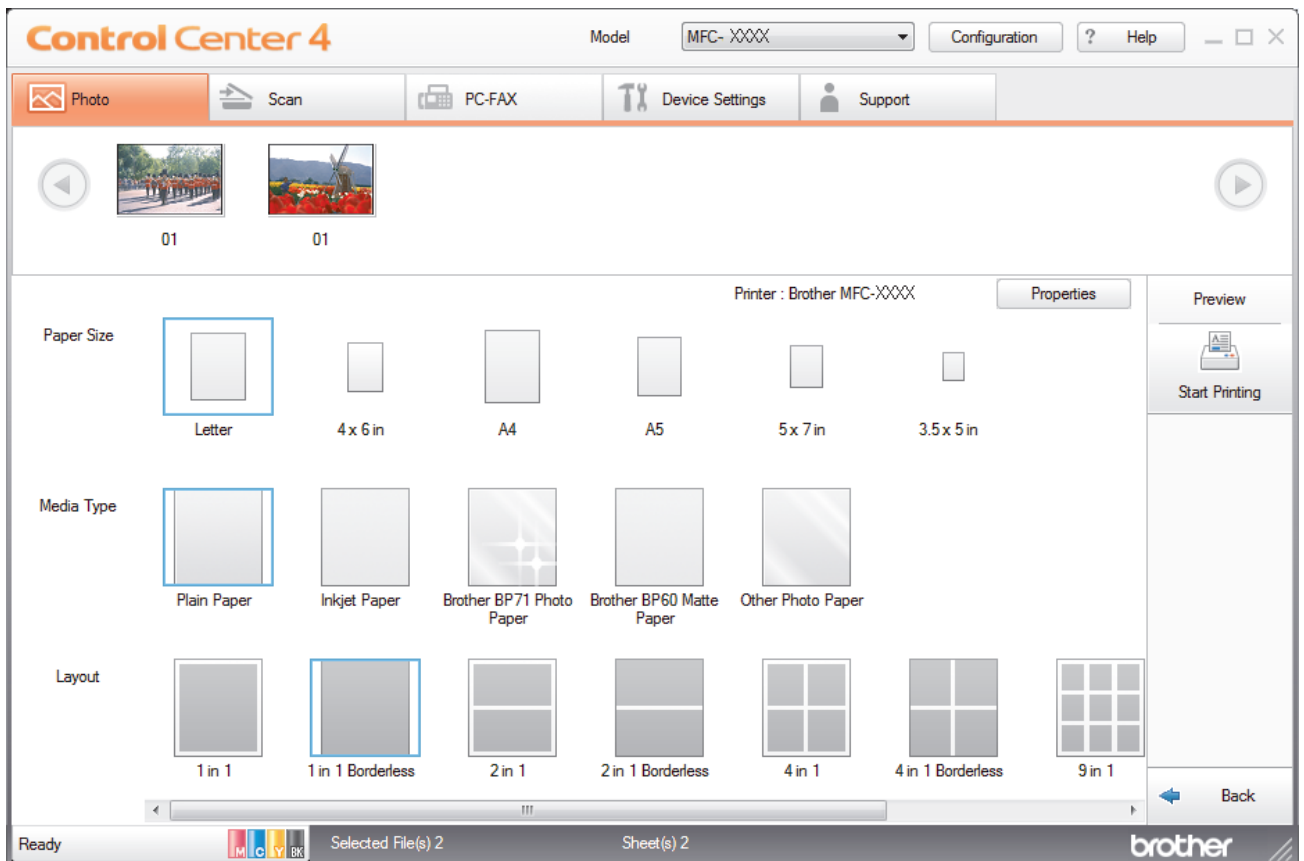 Control Center 4
Model
MFC- XXXX
Configuration
? Help
Photo
Scan
PC-FAX
Device Settings
Support
01
01
Printer : Brother MFC-XXXX
Properties
Preview
Start Printing
Paper Size
Letter
4 x 6 in
A4
A5
5 x 7 in
3.5 x 5 in
Media Type
Plain Paper
Inkjet Paper
Brother BP71 Photo
Paper
Brother BP60 Matte
Paper
Other Photo Paper
Layout
1 in 1
1 in 1 Borderless
2 in 1
2 in 1 Borderless
4 in 1
4 in 1 Borderless
9 in 1
Back
Ready
M C Y BK
Selected File(s) 2
Sheet(s) 2
brother